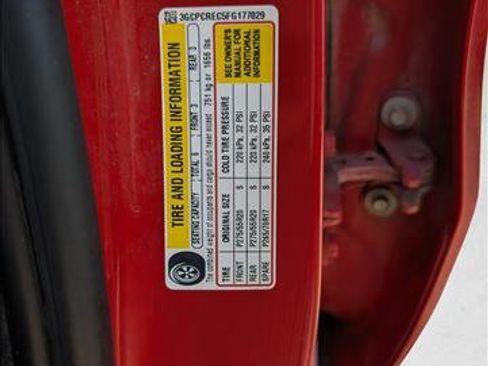 3GCPCREC5FG177029
TIRE AND LOADING INFORMATION
SEATING CAPACITY TOTAL 6 FRONT 3 REAR 3
The combined weight of occupants and cargo should never exceed 751 kg or 1656 lbs.
TIRE ORIGINAL SIZE COLD TIRE PRESSURE
FRONT P275/55R20 S 220 kPa, 32 PSI
REAR P275/55R20 S 220 kPa, 32 PSI
SPARE P265/70R17 S 240 kPa, 35 PSI
SEE OWNER'S
MANUAL FOR
ADDITIONAL
INFORMATION